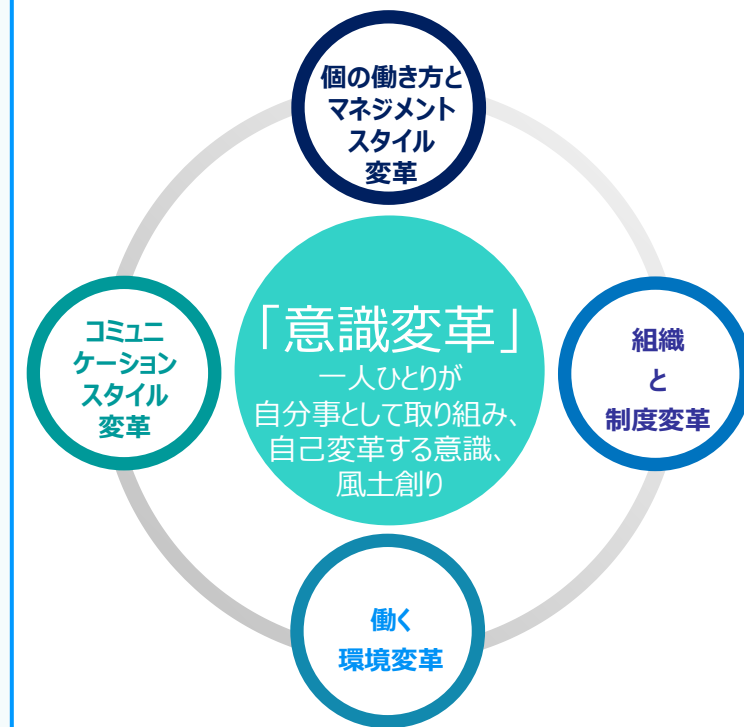 個の働き方と
マネジメント
スタイル
変革
「意識変革」
一人ひとりが
自分事として取り組み、
自己変革する意識、
風土創り
コミュニ
ケーション
スタイル
変革
組織
と
制度変革
働く
環境変革